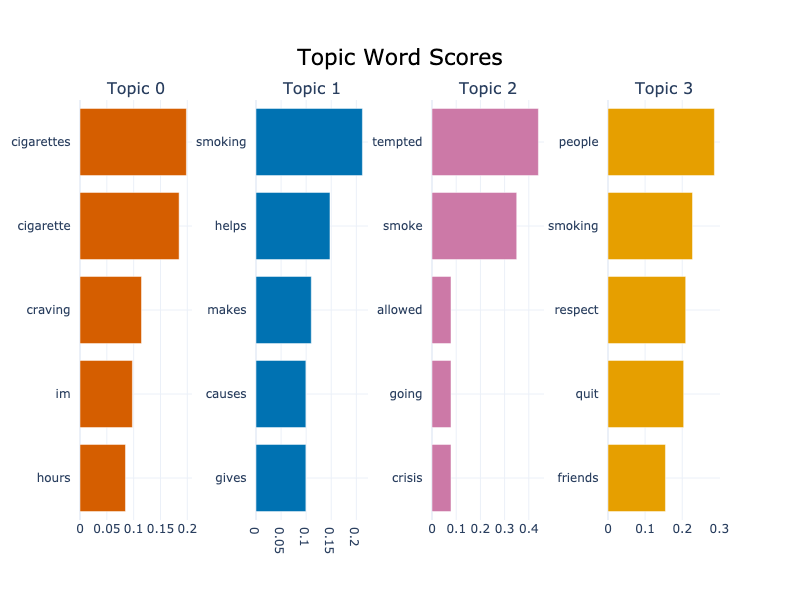 Topic Word Scores
Topic 0
cigarettes
cigarette
craving
im
hours
0 0.05 0.1 0.15 0.2
Topic 1
smoking
helps
makes
causes
gives
0 0.05 0.1 0.15 0.2
Topic 2
tempted
smoke
allowed
going
crisis
0 0.1 0.2 0.3 0.4
Topic 3
people
smoking
respect
quit
friends
0 0.1 0.2 0.3